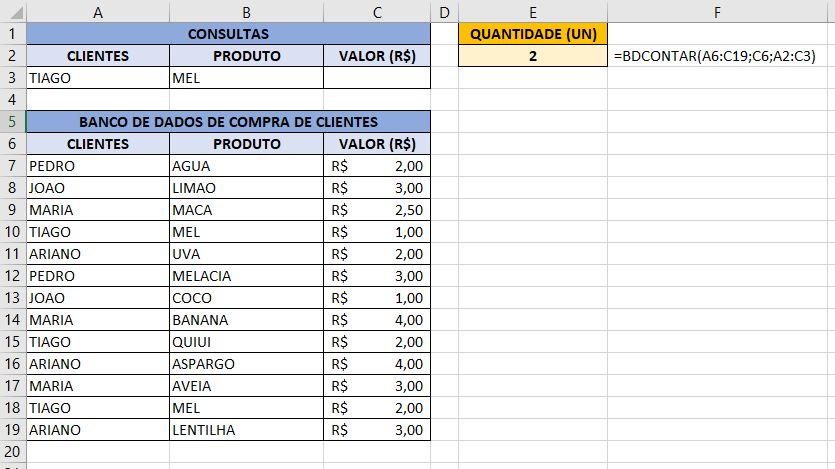 A B C D E F
1 CONSULTAS QUANTIDADE (UN)
2 CLIENTES PRODUTO VALOR (R$) 2 =BDCONTAR(A6:C19;C6;A2:C3)
3 TIAGO MEL
4
5 BANCO DE DADOS DE COMPRA DE CLIENTES
6 CLIENTES PRODUTO VALOR (R$)
7 PEDRO AGUA R$ 2,00
8 JOAO LIMAO R$ 3,00
9 MARIA MACA R$ 2,50
10 TIAGO MEL R$ 1,00
11 ARIANO UVA R$ 2,00
12 PEDRO MELACIA R$ 3,00
13 JOAO COCO R$ 1,00
14 MARIA BANANA R$ 4,00
15 TIAGO QUIUI R$ 2,00
16 ARIANO ASPARGO R$ 4,00
17 MARIA AVEIA R$ 3,00
18 TIAGO MEL R$ 2,00
19 ARIANO LENTILHA R$ 3,00
20